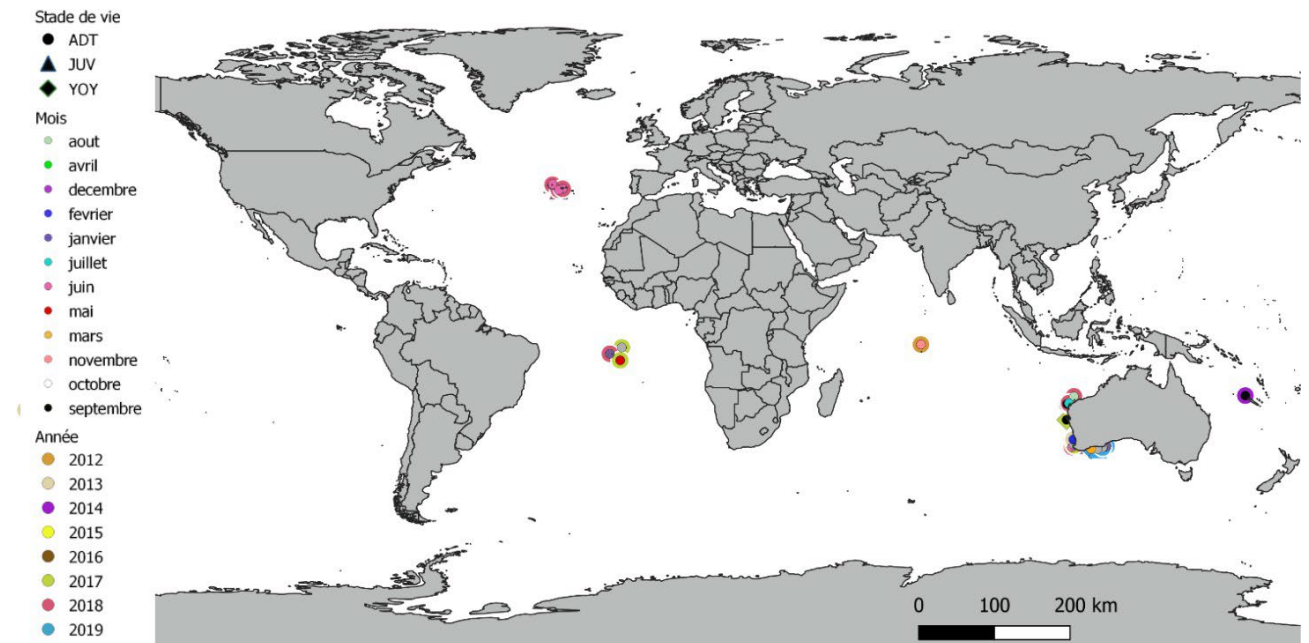 Stade de vie
ADT
JUV
YOY
Mois
aout
avril
decembre
fevrier
janvier
juillet
juin
mai
mars
novembre
octobre
septembre
Année
2012
2013
2014
2015
2016
2017
2018
2019
0 100 200 km